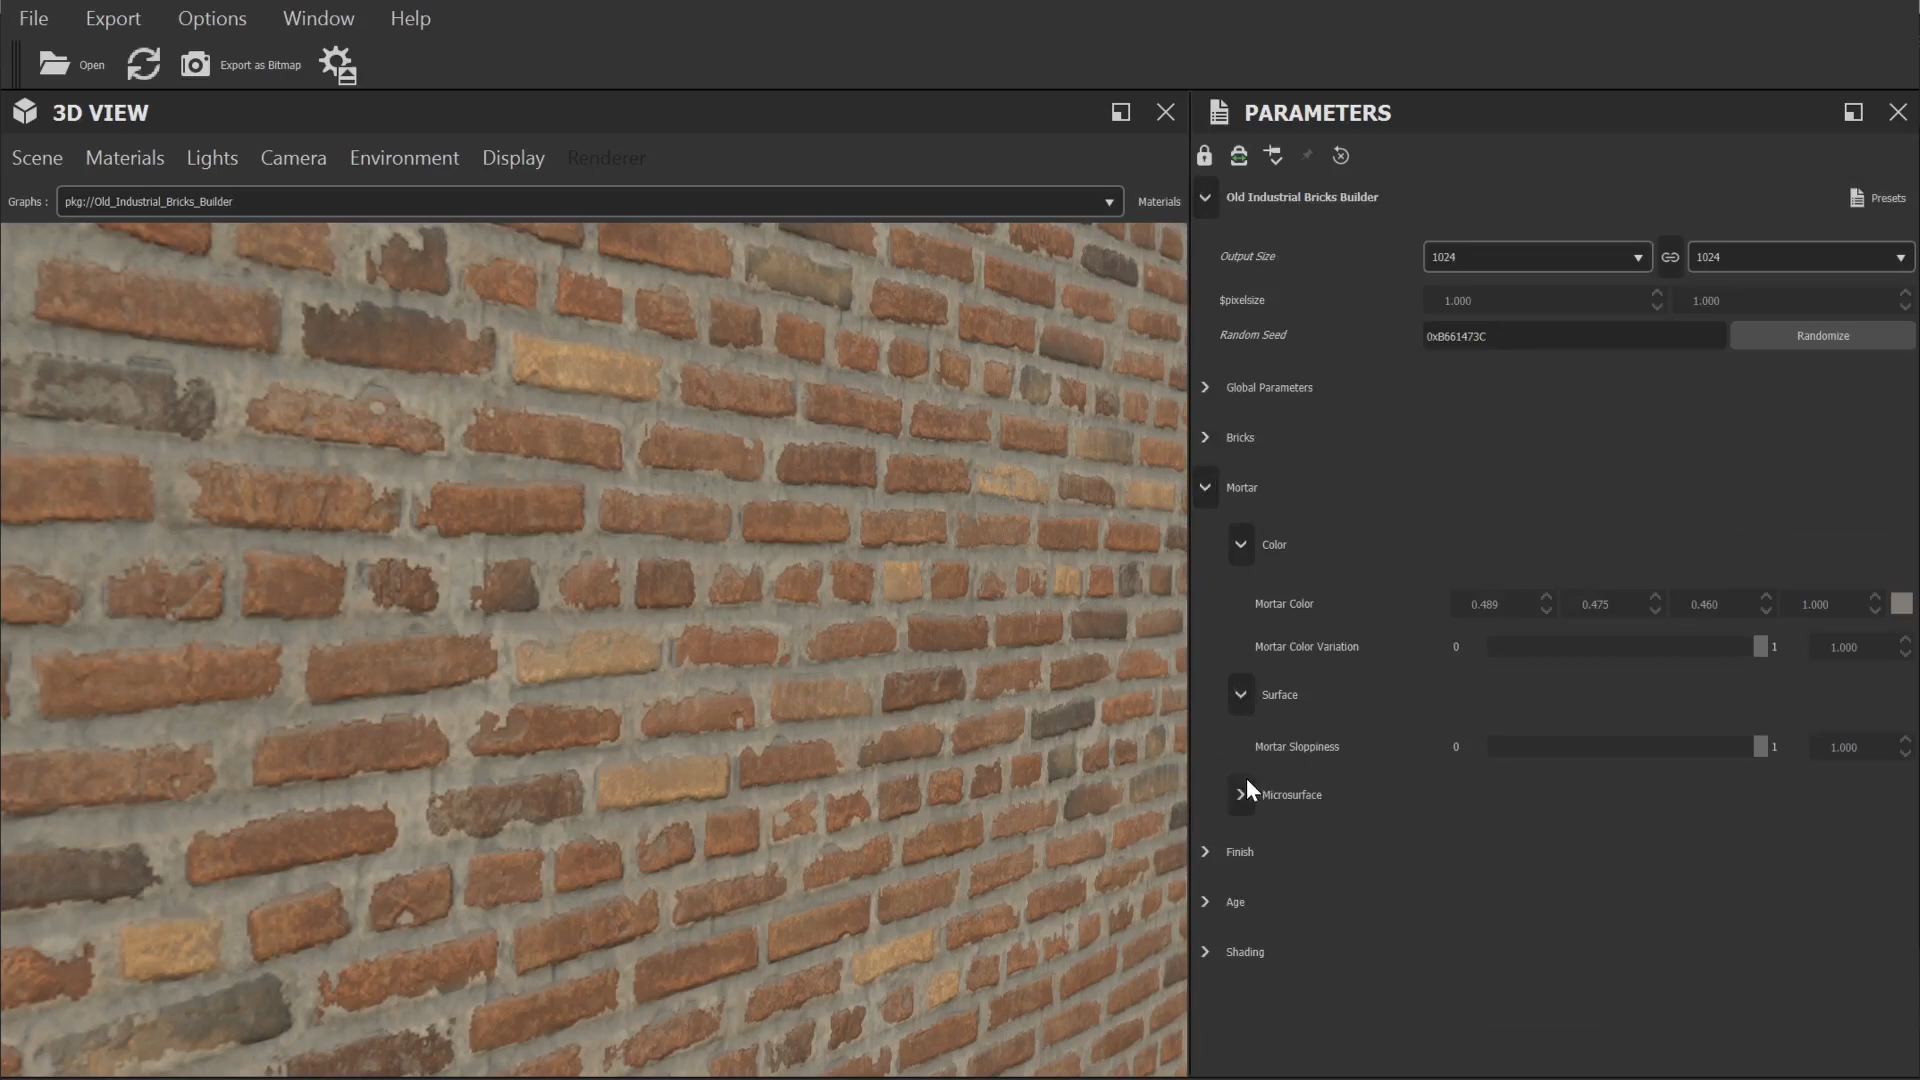 File Export Options Window Help
Open Export as Bitmap
3D VIEW
Scene Materials Lights Camera Environment Display Renderer
Graphs : pkg://Old_Industrial_Bricks_Builder Materials
PARAMETERS
Old Industrial Bricks Builder Presets
Output Size 1024 1024
$pixelsize 1.000 1.000
Random Seed 0xB661473C Randomize
Global Parameters
Bricks
Mortar
Color
Mortar Color 0.489 0.475 0.460 1.000
Mortar Color Variation 0 1 1.000
Surface
Mortar Sloppiness 0 1 1.000
Microsurface
Finish
Age
Shading